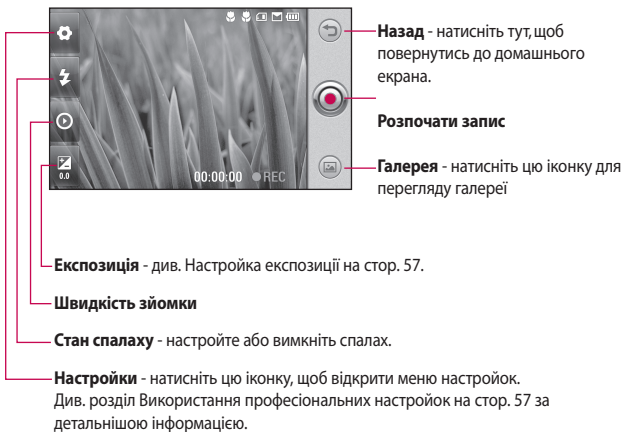 0.0
00:00:00 REC
Назад - натисніть тут, щоб
повернутись до домашнього
екрана.
Розпочати запис
Галерея - натисніть цю іконку для
перегляду галереї
Експозиція - див. Настройка експозиції на стор. 57.
Швидкість зйомки
Стан спалаху - настройте або вимкніть спалах.
Настройки - натисніть цю іконку, щоб відкрити меню настройок.
Див. розділ Використання професіональних настройок на стор. 57 за
детальнішою інформацією.